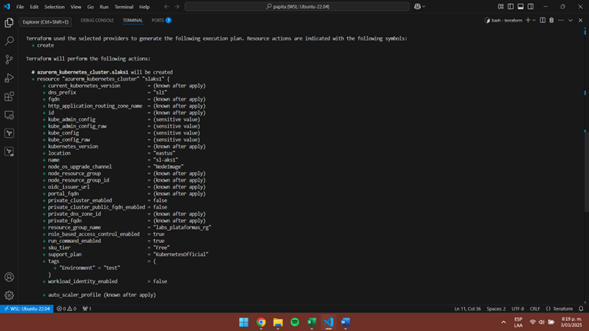 File Edit Selection View Go Run Terminal Help
gupita [WSL: Ubuntu-22.04]
Explorer (Ctrl+Shift+E)
DEBUG CONSOLE TERMINAL PORTS
bash - terraform
Terraform used the selected providers to generate the following execution plan. Resource actions are indicated with the following symbols:
+ create
Terraform will perform the following actions:
# azurerm_kubernetes_cluster.slaks1 will be created
+ resource "azurerm_kubernetes_cluster" "slaks1" {
+ current_kubernetes_version = (known after apply)
+ dns_prefix = "sl1"
+ fqdn = (known after apply)
+ http_application_routing_zone_name = (known after apply)
+ id = (known after apply)
+ kube_admin_config = (sensitive value)
+ kube_admin_config_raw = (sensitive value)
+ kube_config = (sensitive value)
+ kube_config_raw = (sensitive value)
+ kubernetes_version = (known after apply)
+ location = "eastus"
+ name = "sl-aks1"
+ node_os_upgrade_channel = "NodeImage"
+ node_resource_group = (known after apply)
+ node_resource_group_id = (known after apply)
+ oidc_issuer_url = (known after apply)
+ portal_fqdn = (known after apply)
+ private_cluster_enabled = false
+ private_cluster_public_fqdn_enabled = false
+ private_dns_zone_id = (known after apply)
+ private_fqdn = (known after apply)
+ resource_group_name = "labs_plataformas_rg"
+ role_based_access_control_enabled = true
+ run_command_enabled = true
+ sku_tier = "Free"
+ support_plan = "KubernetesOfficial"
+ tags = {
+ "Environment" = "test"
}
+ workload_identity_enabled = false
+ auto_scaler_profile (known after apply)
WSL: Ubuntu-22.04 0 0 1 Ln 11, Col 36 Spaces: 2 UTF-8 CRLF {} Terraform
ESP
LAA
8:19 p. m.
3/03/2025